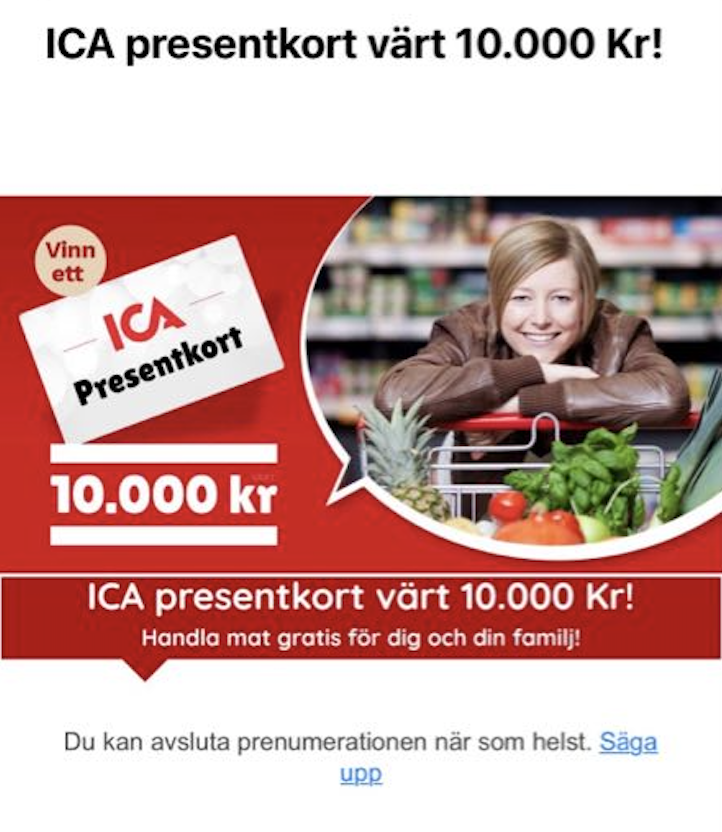 ICA presentkort värt 10.000 Kr!
Vinn
ett
ICA
Presentkort
10.000 kr
ICA presentkort värt 10.000 Kr!
Handla mat gratis för dig och din familj!
Du kan avsluta prenumerationen när som helst. Säga
upp